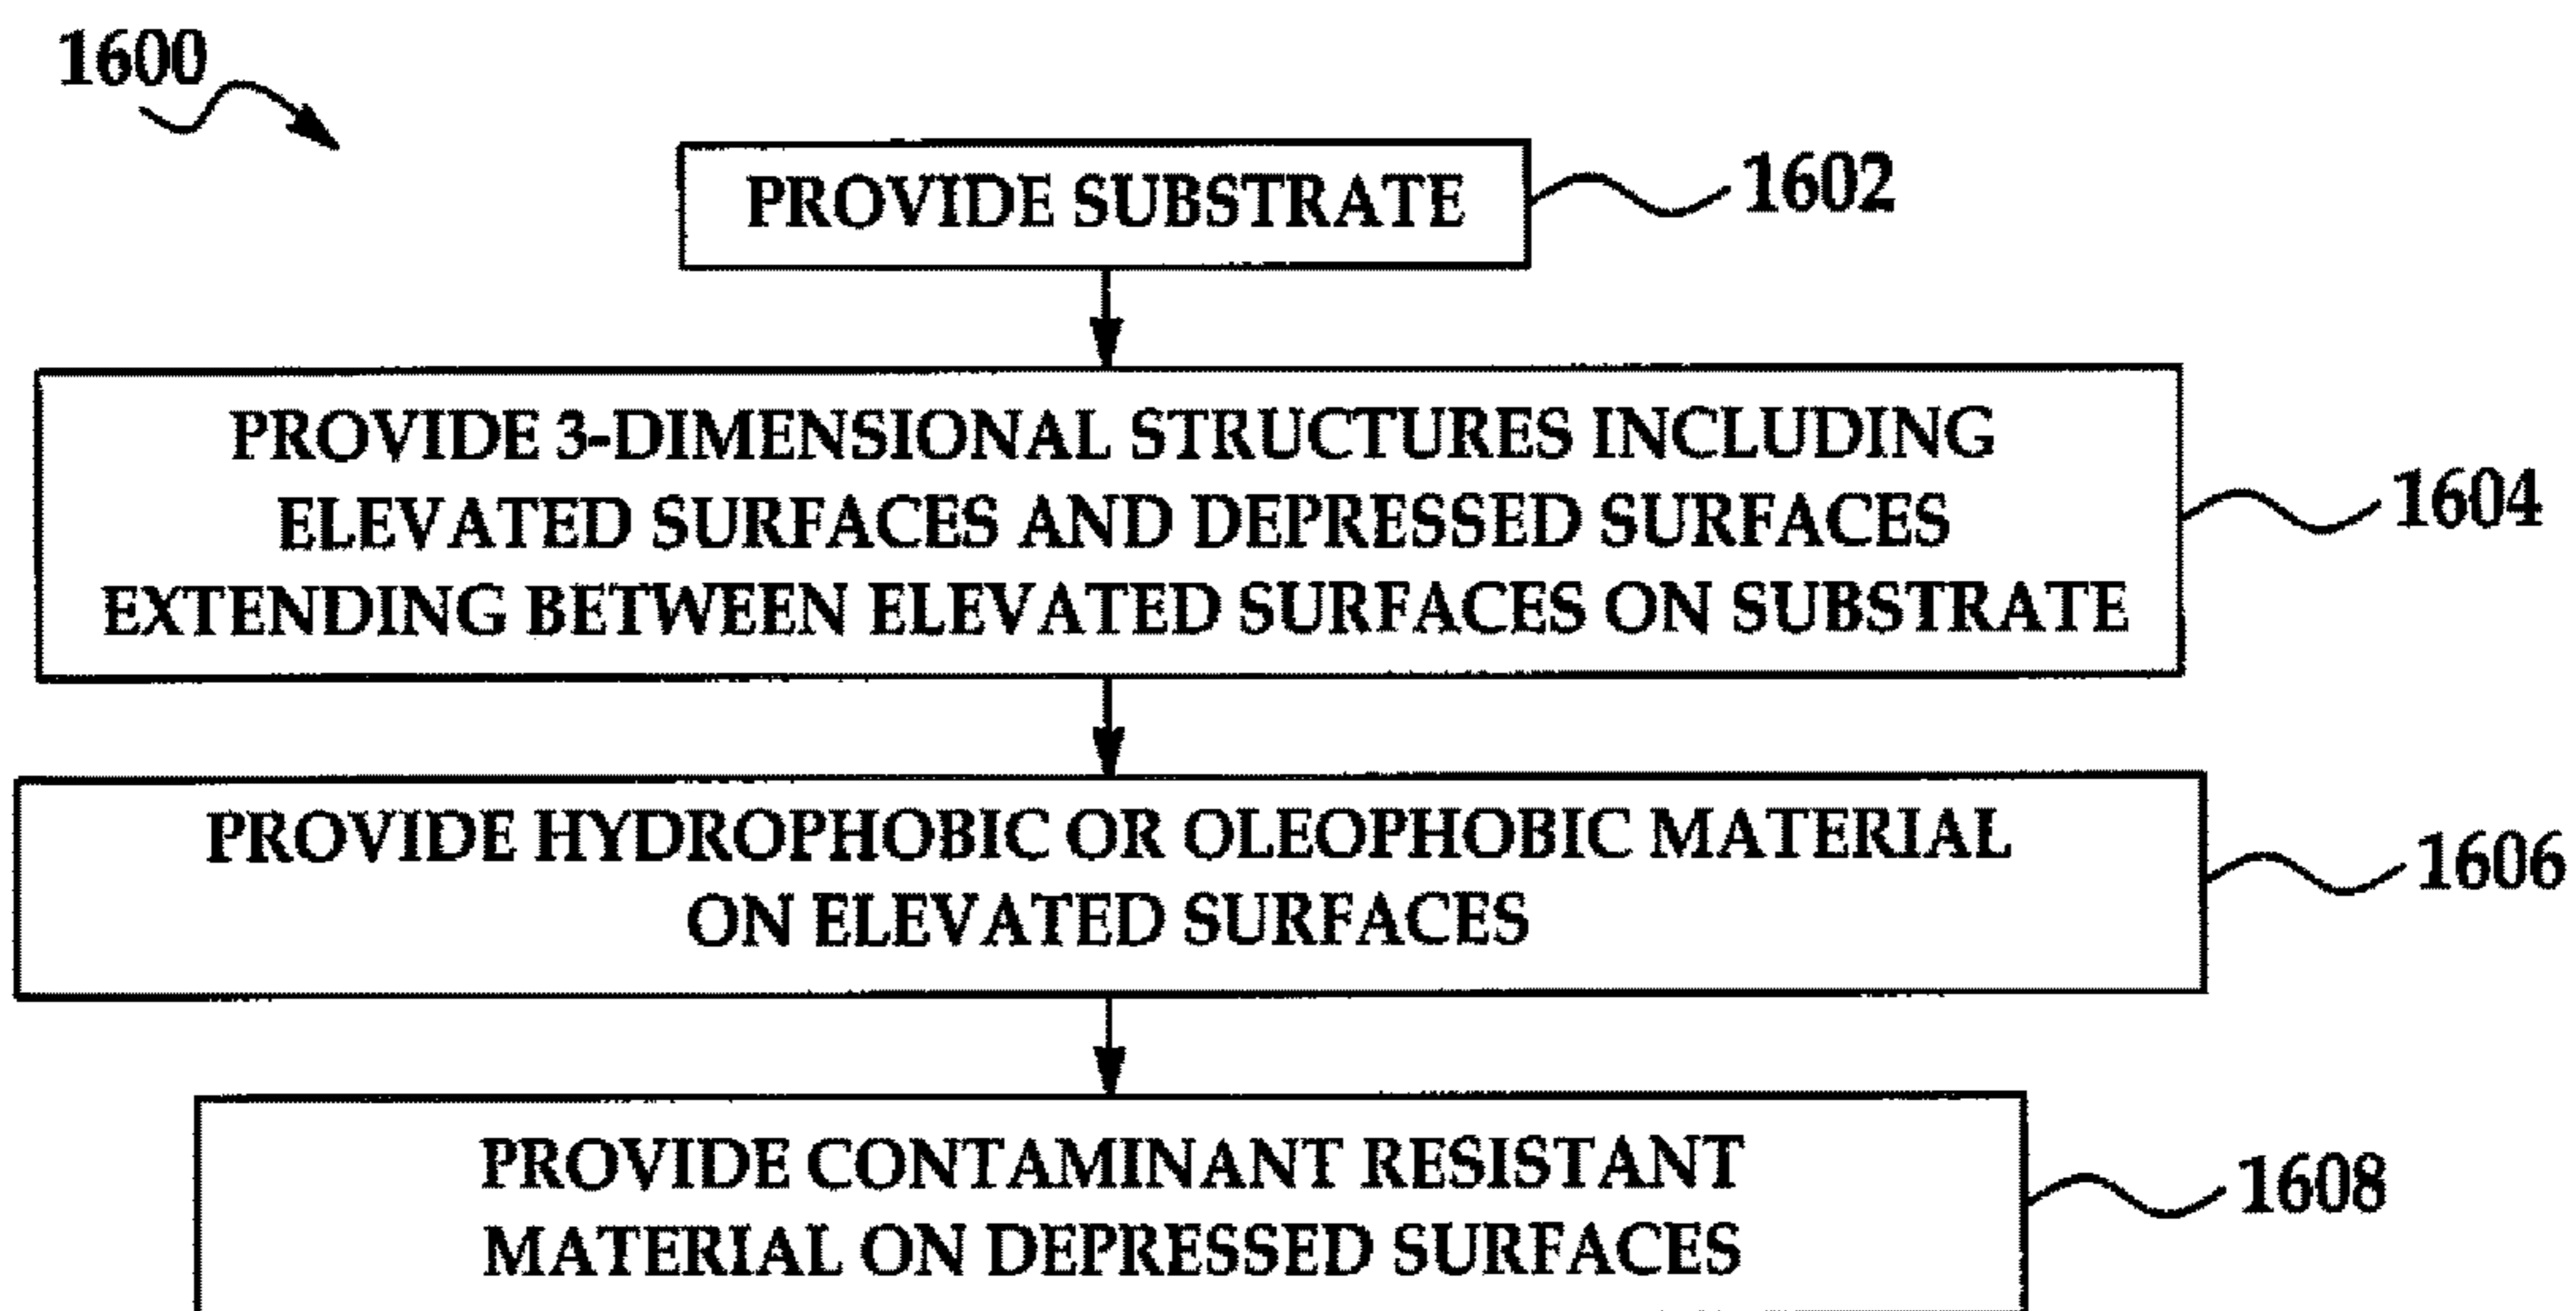 1600
PROVIDE SUBSTRATE
1602
PROVIDE 3-DIMENSIONAL STRUCTURES INCLUDING
ELEVATED SURFACES AND DEPRESSED SURFACES
EXTENDING BETWEEN ELEVATED SURFACES ON SUBSTRATE
1604
PROVIDE HYDROPHOBIC OR OLEOPHOBIC MATERIAL
ON ELEVATED SURFACES
1606
PROVIDE CONTAMINANT RESISTANT
MATERIAL ON DEPRESSED SURFACES
1608